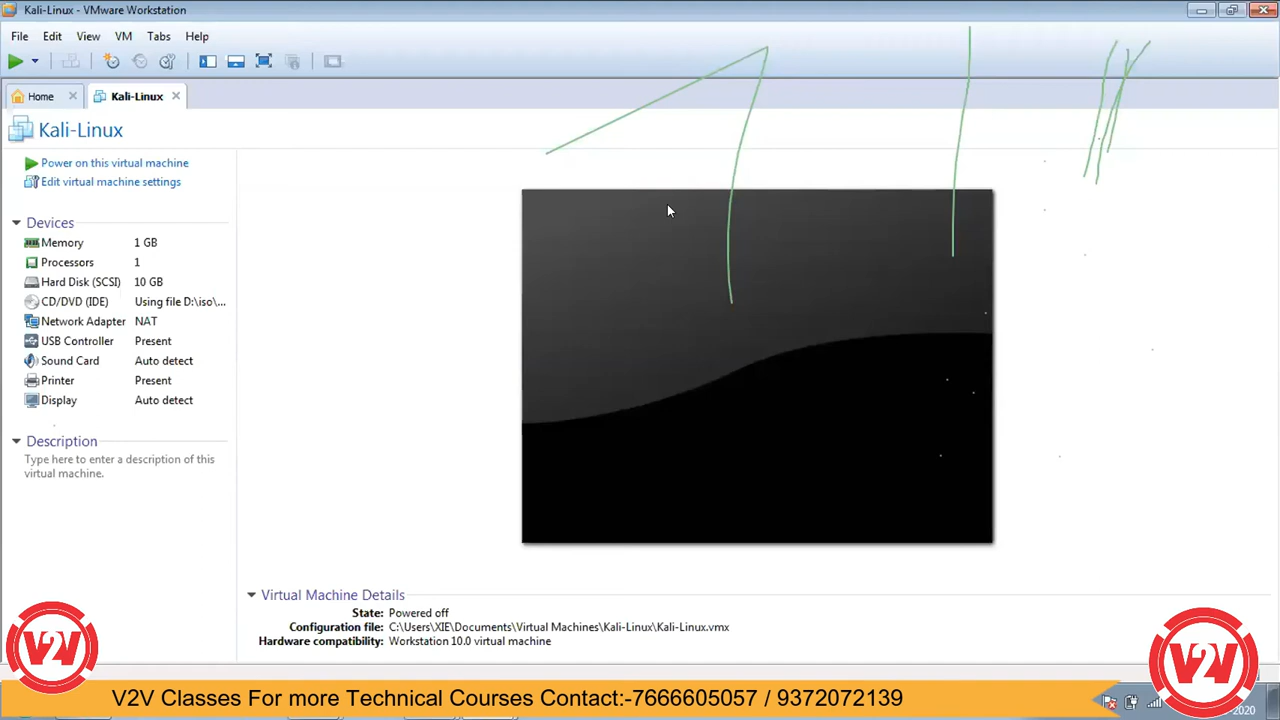 Kali-Linux - VMware Workstation
File Edit View VM Tabs Help
Home Kali-Linux
Kali-Linux
Power on this virtual machine
Edit virtual machine settings
Devices
Memory 1 GB
Processors 1
Hard Disk (SCSI) 10 GB
CD/DVD (IDE) Using file D:\iso\...
Network Adapter NAT
USB Controller Present
Sound Card Auto detect
Printer Present
Display Auto detect
Description
Type here to enter a description of this
virtual machine.
Virtual Machine Details
State: Powered off
Configuration file: C:\Users\XIE\Documents\Virtual Machines\Kali-Linux\Kali-Linux.vmx
Hardware compatibility: Workstation 10.0 virtual machine
V2V
V2V
V2V Classes For more Technical Courses Contact:-7666605057 / 9372072139
2020